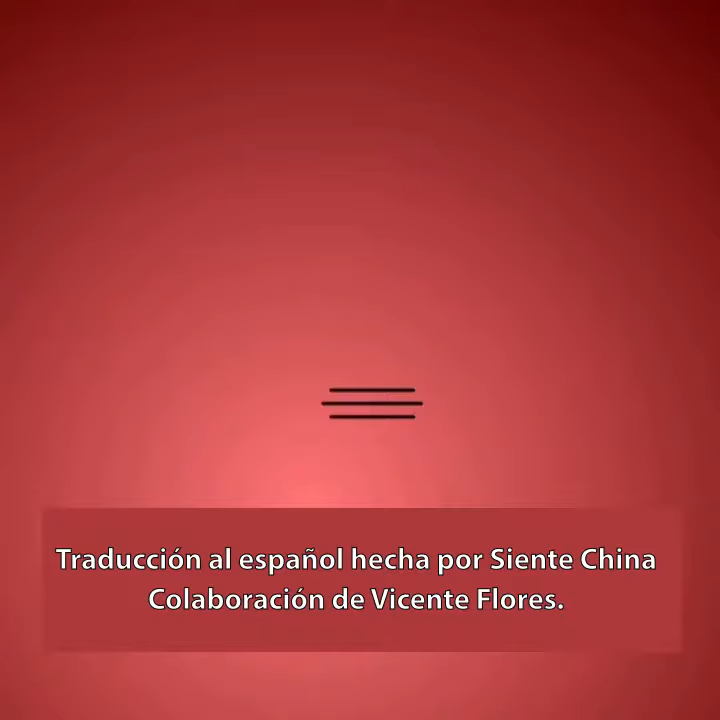 Traducción al español hecha por Siente China
Colaboración de Vicente Flores.